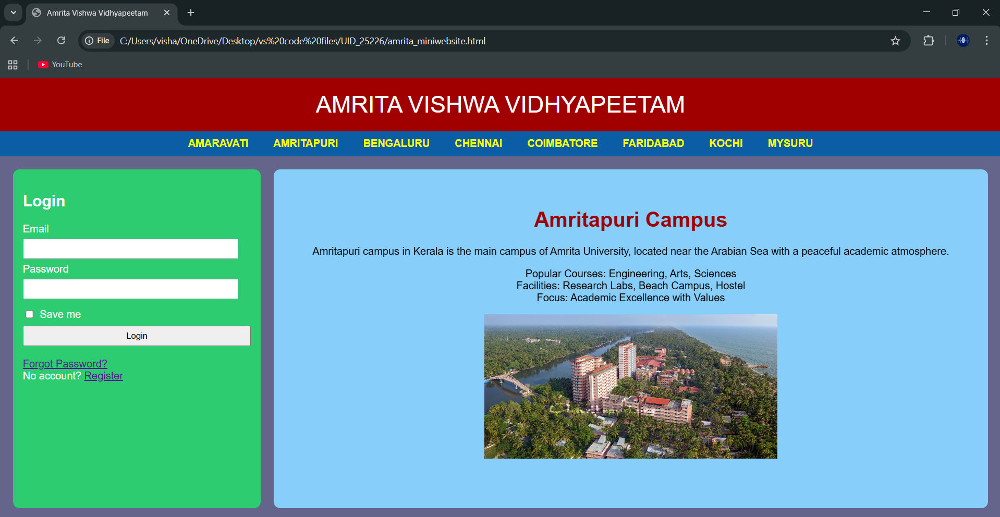 Amrita Vishwa Vidhyapeetam
File
C:/Users/visha/OneDrive/Desktop/vs%20code%20files/UID_25226/amrita_miniwebsite.html
YouTube
AMRITA VISHWA VIDHYAPEETAM
AMARAVATI AMRITAPURI BENGALURU CHENNAI COIMBATORE FARIDABAD KOCHI MYSURU
Login
Email
Password
Save me
Login
Forgot Password?
No account? Register
Amritapuri Campus
Amritapuri campus in Kerala is the main campus of Amrita University, located near the Arabian Sea with a peaceful academic atmosphere.
Popular Courses: Engineering, Arts, Sciences
Facilities: Research Labs, Beach Campus, Hostel
Focus: Academic Excellence with Values